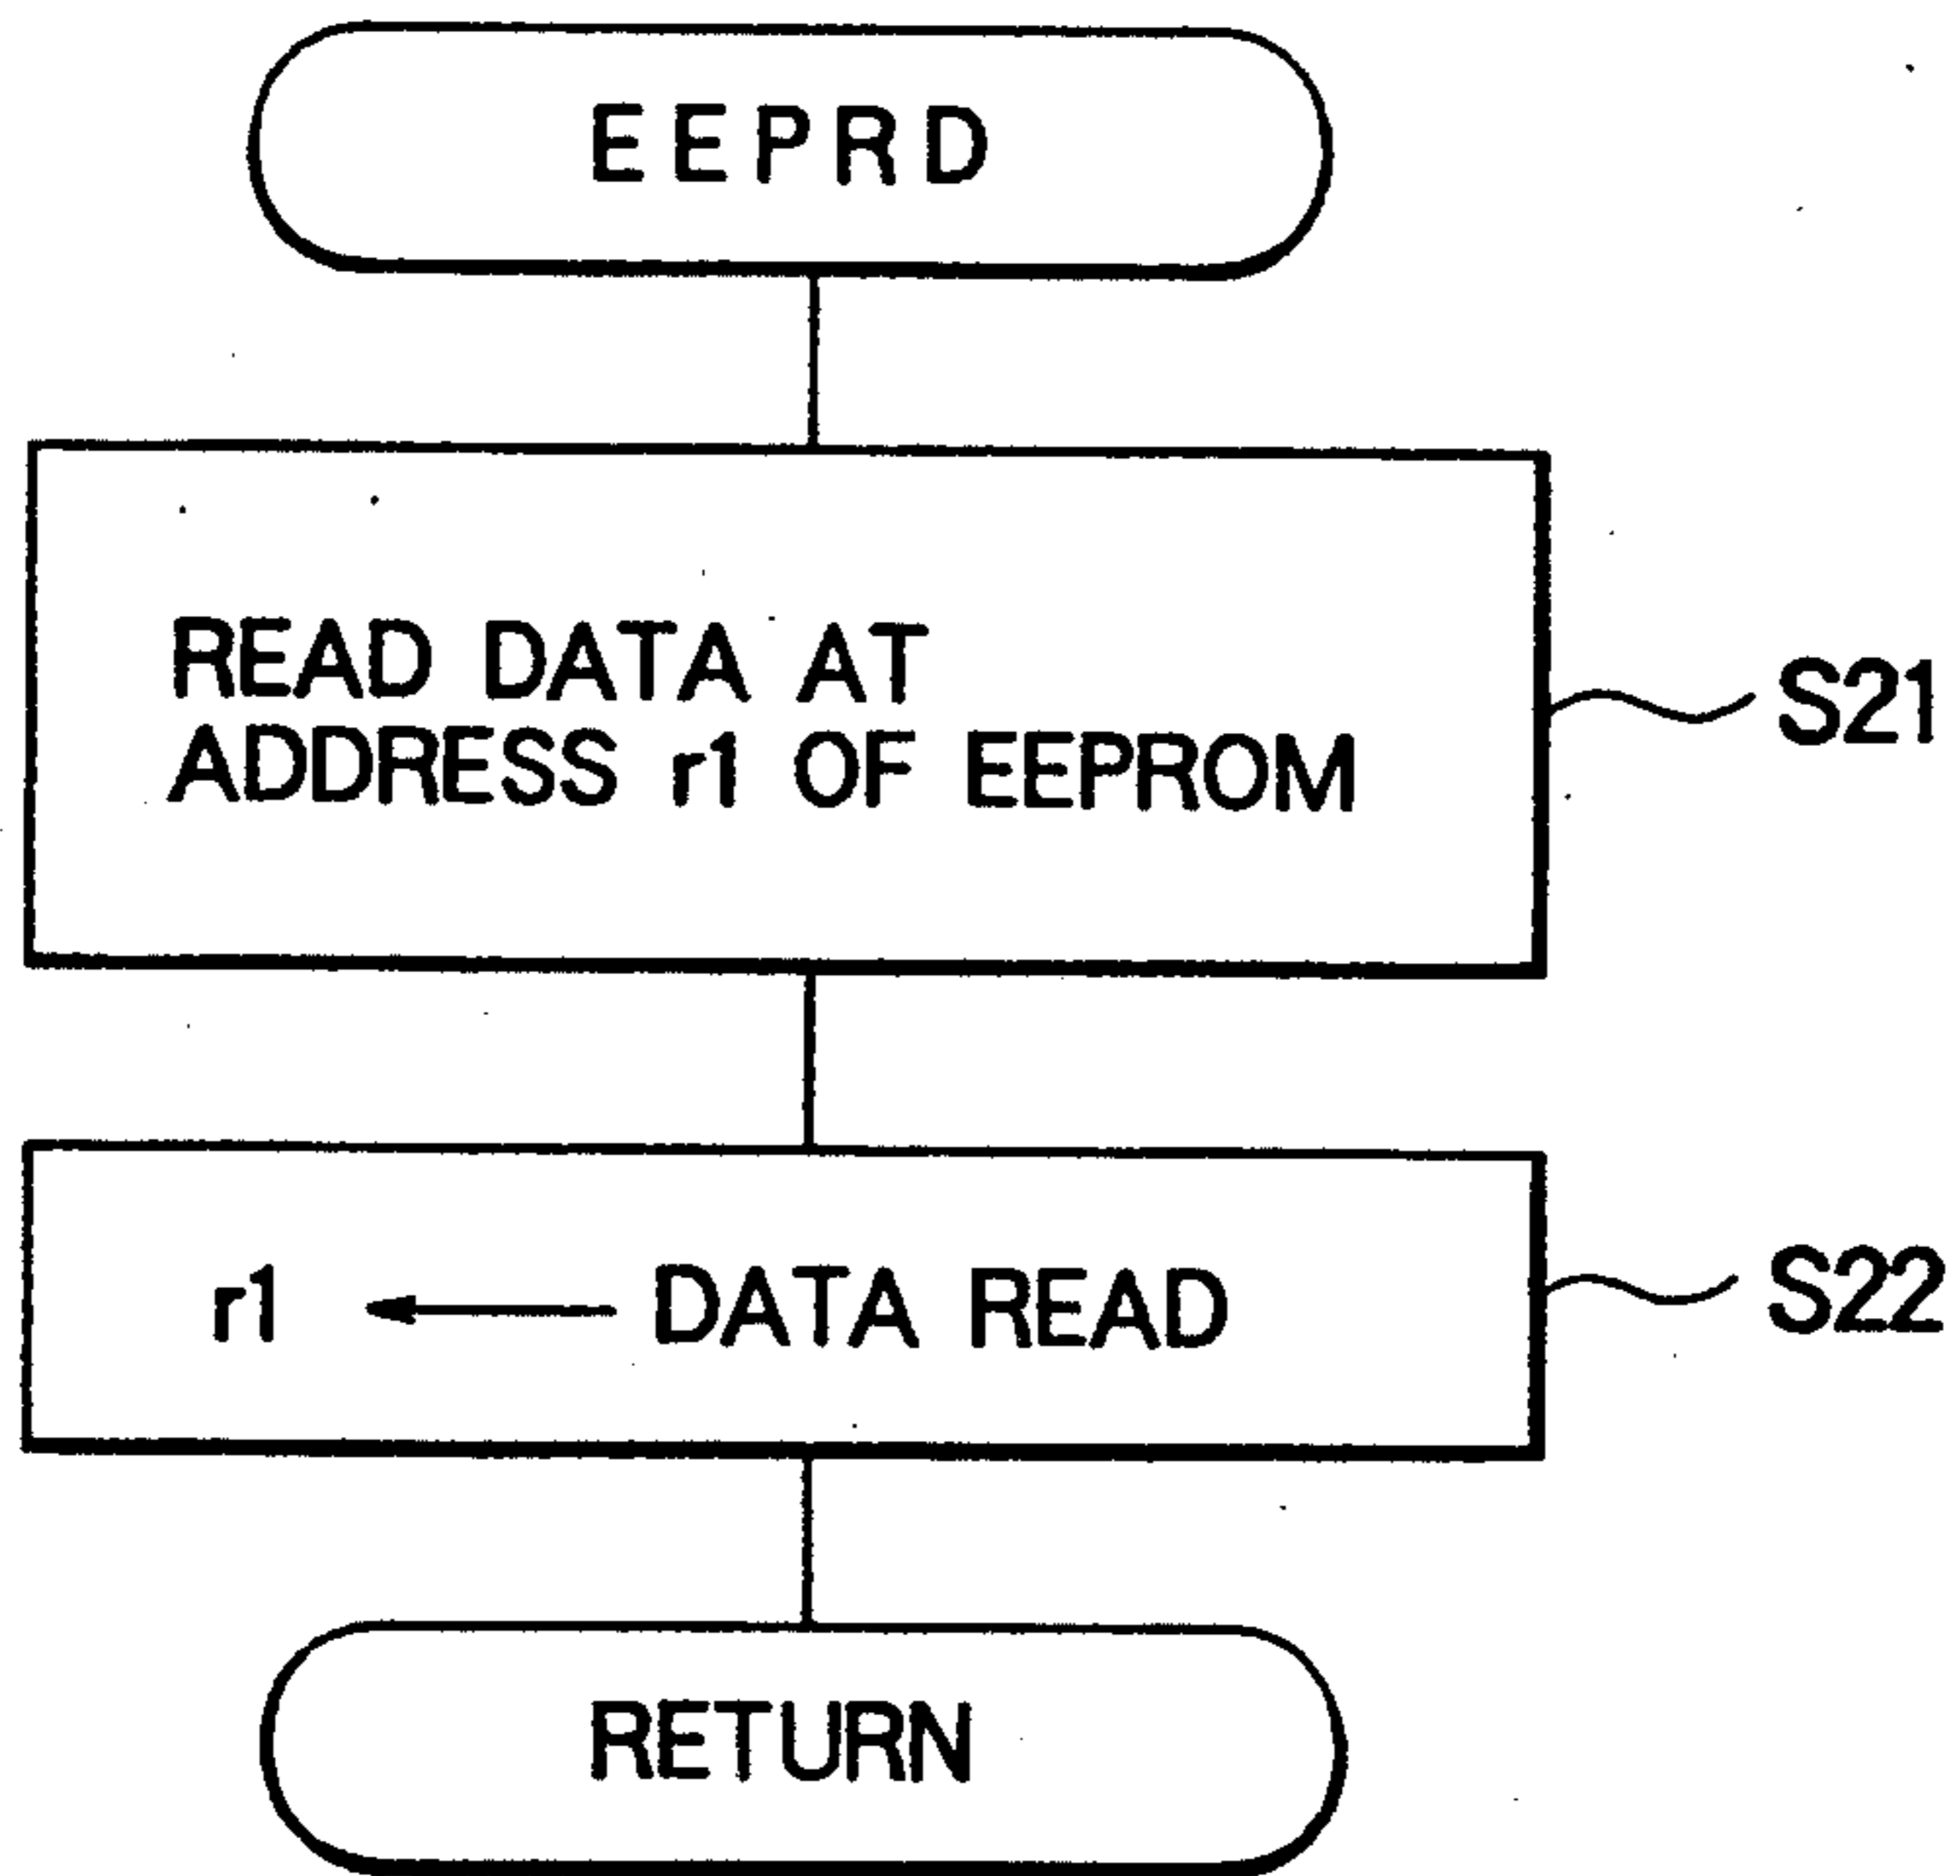 EEPRD
READ DATA AT
ADDRESS r1 OF EEPROM
S21
r1 ← DATA READ
S22
RETURN